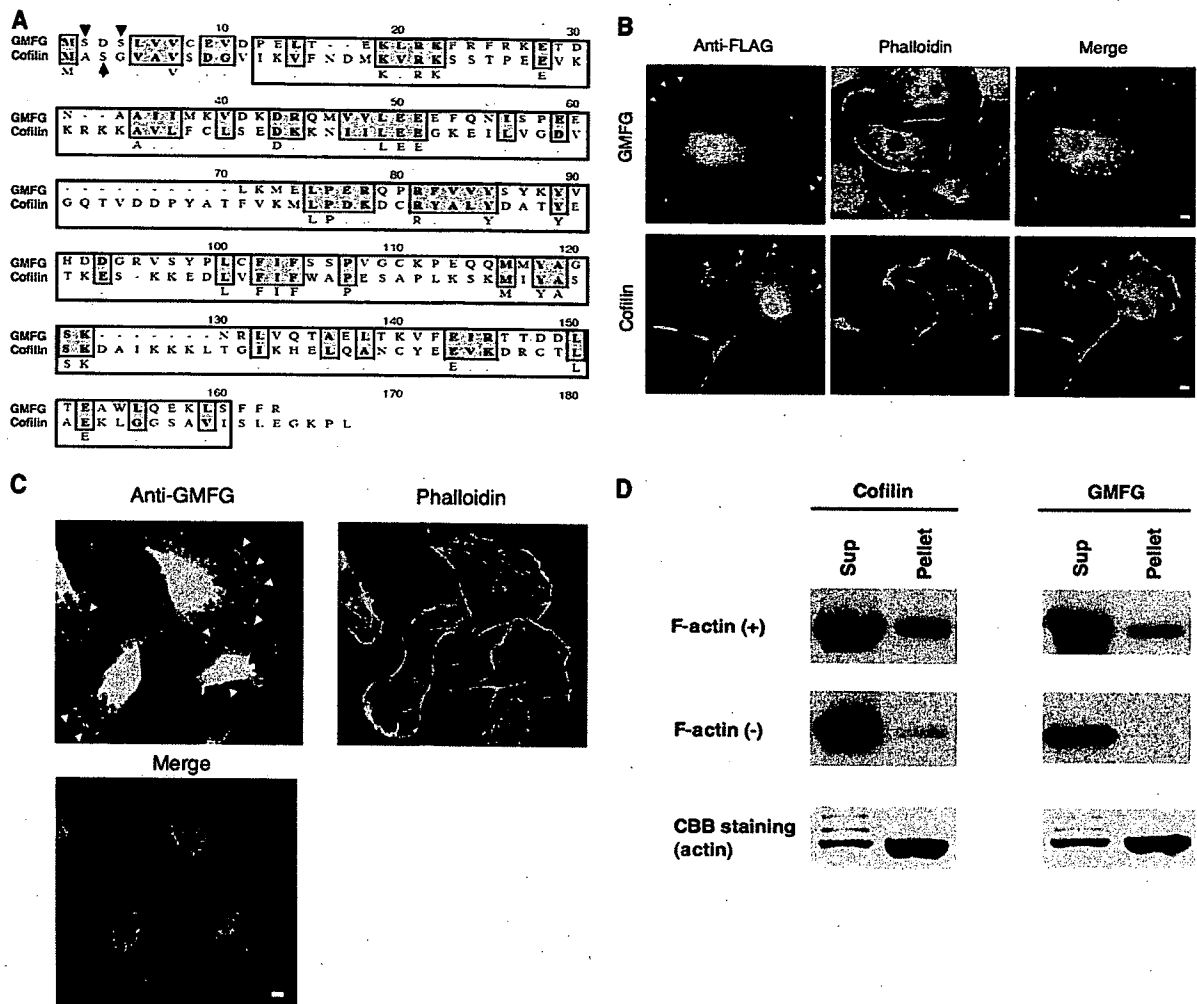 A
10 20 30
GMFG M S D S L V V C E V D P E L T - - E K L R K F R F R K E T D
Cofilin M A S G V A V S D G V I K V F N D M K V R K S S T P E E V K
M . . V . K . R K E
40 50 60
GMFG N - - A A I I M K V D K D R Q M V V L E E E F Q N I S P E E
Cofilin K R K K A V L F C L S E D K K N I I L E E G K E I L V G D V
A . . . D . . . L E E . .
70 80 90
GMFG - - - - - - - - - - L K M E L P E R Q P R F V V Y S Y K Y V
Cofilin G Q T V D D P Y A T F V K M L P D K D C R Y A L Y D A T Y E
L P . . R . . . Y Y
100 110 120
GMFG H D D G R V S Y P L C F I F S S P V G C K P E Q Q M M Y A G
Cofilin T K E S - K K E D L V F I F W A P E S A P L K S K M I Y A S
. L F I F P M Y A
130 140 150
GMFG S K - - - - - - - N R L V Q T A E L T K V F E I R T T D D L
Cofilin S K D A I K K K L T G I K H E L Q A N C Y E E V K D R C T L
S K . . . E . . L
160 170 180
GMFG T E A W L Q E K L S F F R
Cofilin A E K L G G S A V I S L E G K P L
E . .
B
Anti-FLAG Phalloidin Merge
GMFG
Cofilin
C
Anti-GMFG Phalloidin
Merge
D
Cofilin GMFG
Sup Pellet Sup Pellet
F-actin (+)
F-actin (-)
CBB staining
(actin)